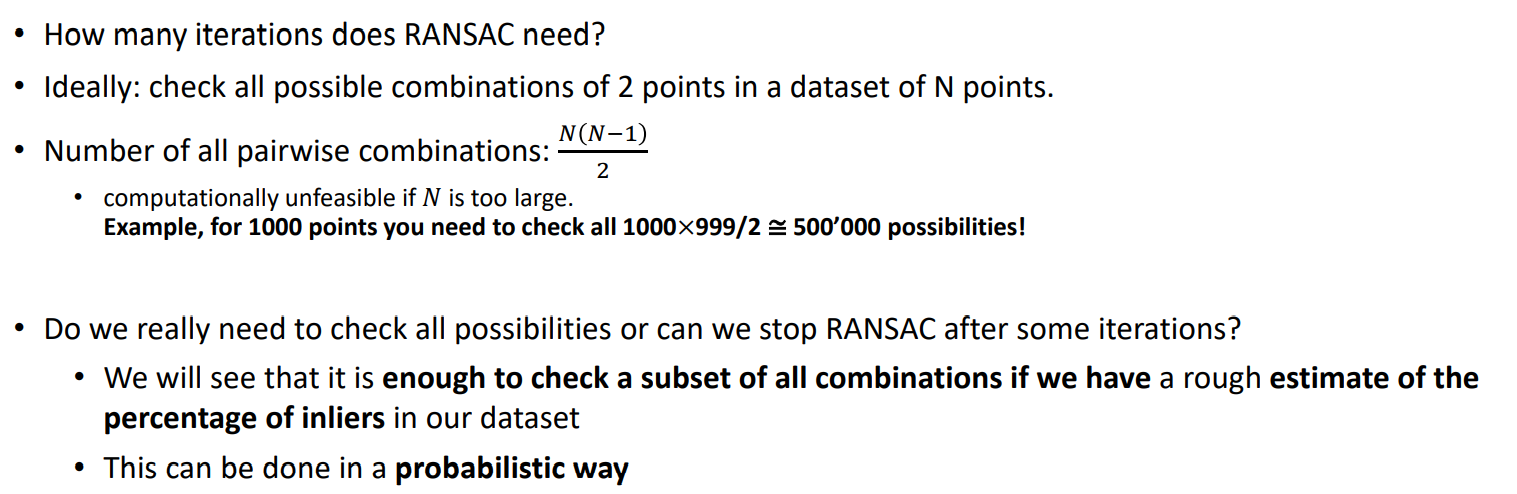 • How many iterations does RANSAC need?
• Ideally: check all possible combinations of 2 points in a dataset of N points.
• Number of all pairwise combinations: N(N−1)/2
• computationally unfeasible if N is too large.
Example, for 1000 points you need to check all 1000×999/2 ≅ 500′000 possibilities!
• Do we really need to check all possibilities or can we stop RANSAC after some iterations?
• We will see that it is enough to check a subset of all combinations if we have a rough estimate of the
percentage of inliers in our dataset
• This can be done in a probabilistic way